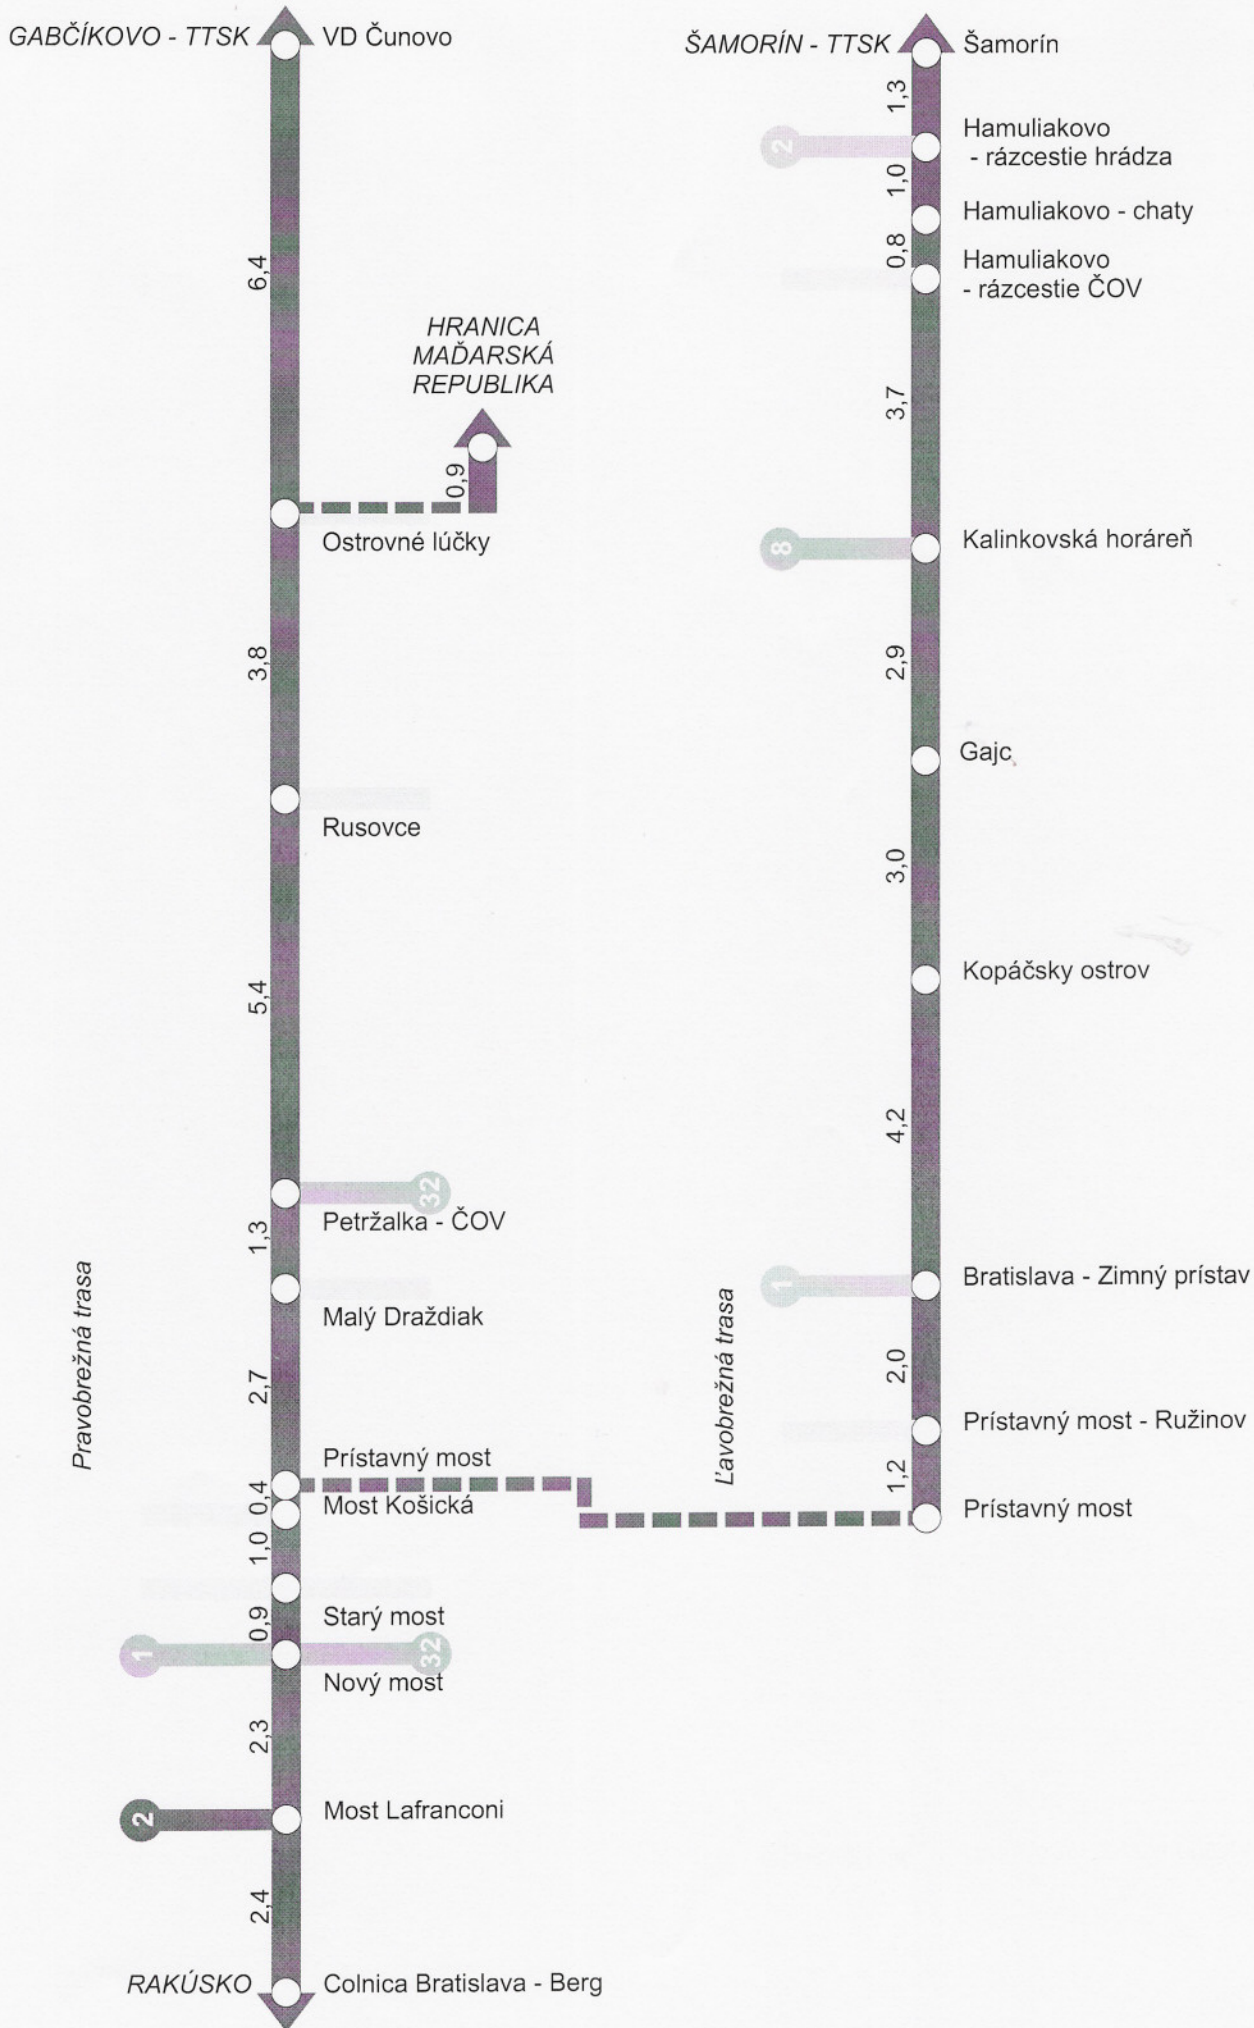 GABČÍKOVO - TTSK
VD Čunovo
6,4
HRANICA
MAĎARSKÁ
REPUBLIKA
0,9
Ostrovné lúčky
3,8
Rusovce
5,4
32
Petržalka - ČOV
1,3
Malý Draždiak
Pravobrežná trasa
2,7
Prístavný most
0,4
Most Košická
1,0
Starý most
0,9
1
32
Nový most
2,3
2
Most Lafranconi
2,4
RAKÚSKO
Colnica Bratislava - Berg
ŠAMORÍN - TTSK
Šamorín
1,3
2
Hamuliakovo
- rázcestie hrádza
1,0
Hamuliakovo - chaty
0,8
Hamuliakovo
- rázcestie ČOV
3,7
8
Kalinkovská horáreň
2,9
Gajc
3,0
Kopáčsky ostrov
4,2
1
Bratislava - Zimný prístav
Ľavobrežná trasa
2,0
Prístavný most - Ružinov
1,2
Prístavný most